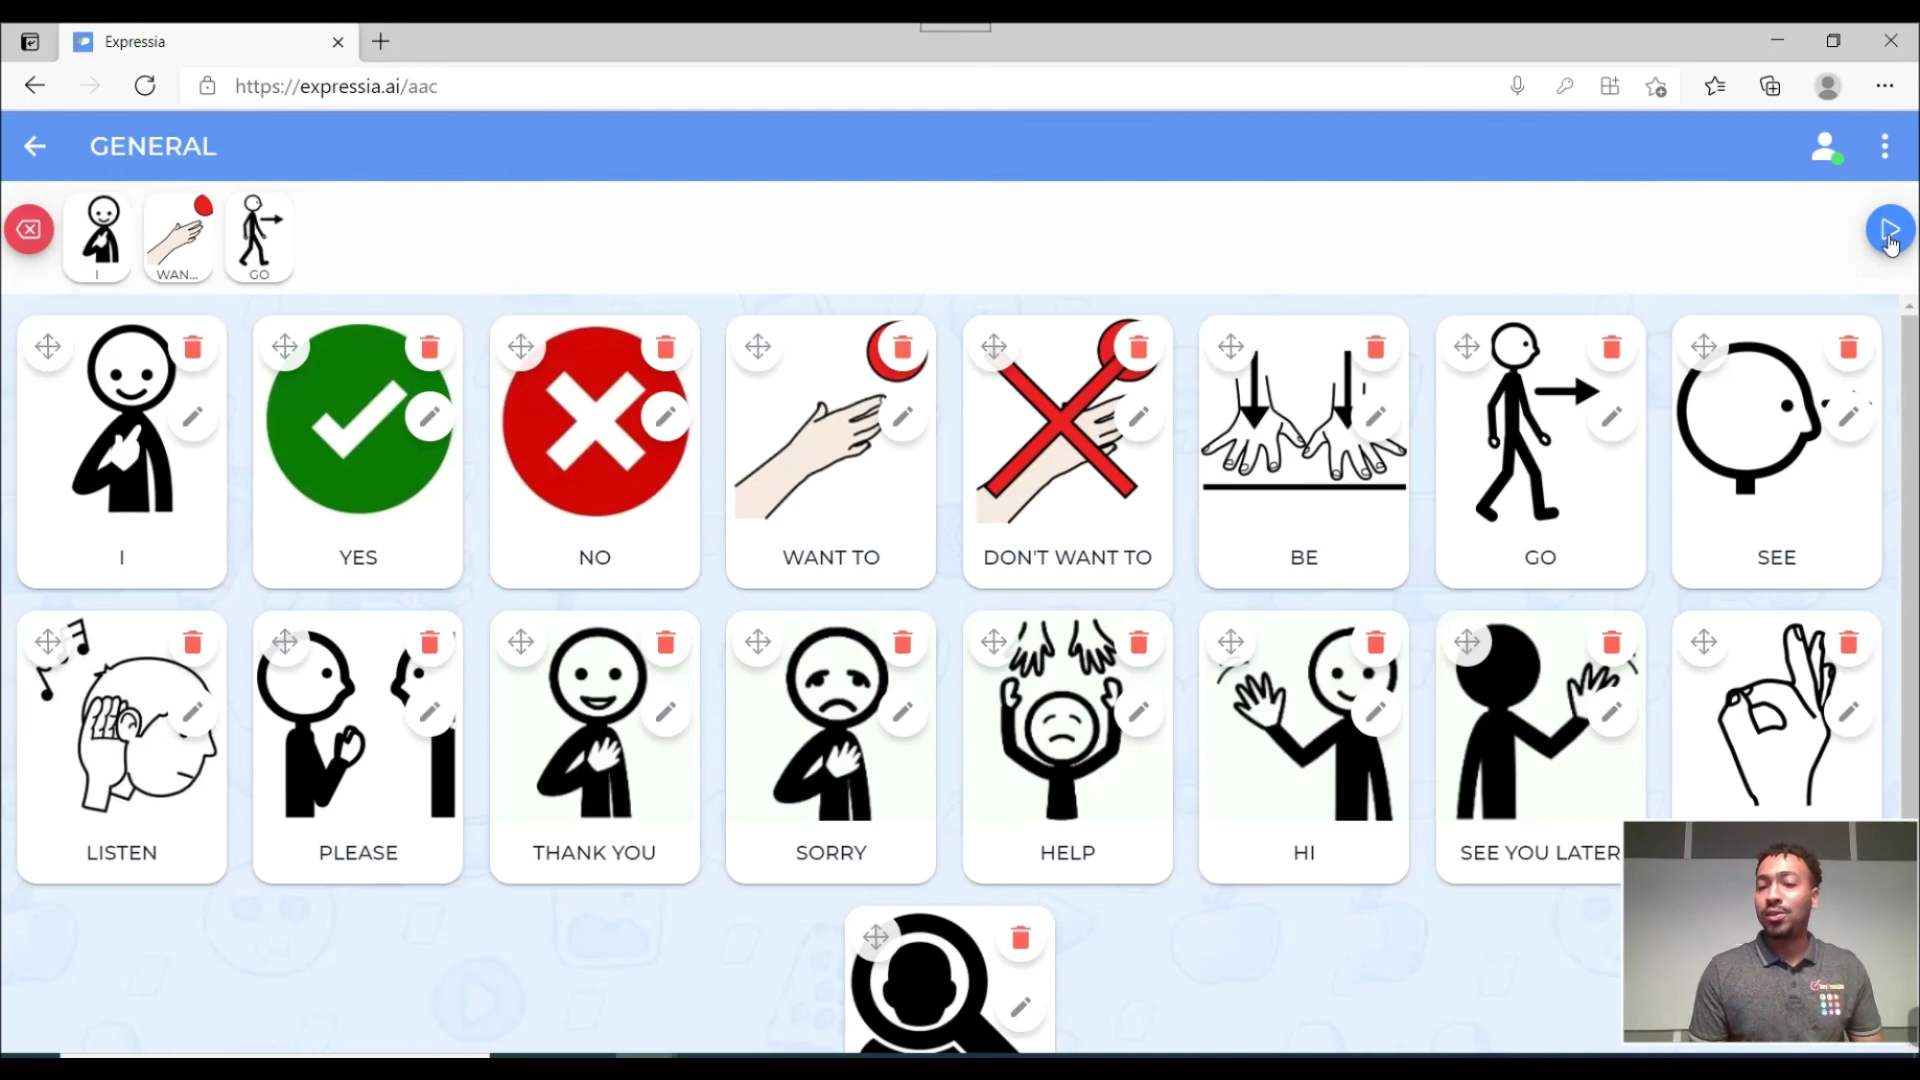 Expressia
https://expressia.ai/aac
GENERAL
I
WAN...
GO
I
YES
NO
WANT TO
DON'T WANT TO
BE
GO
SEE
LISTEN
PLEASE
THANK YOU
SORRY
HELP
HI
SEE YOU LATER